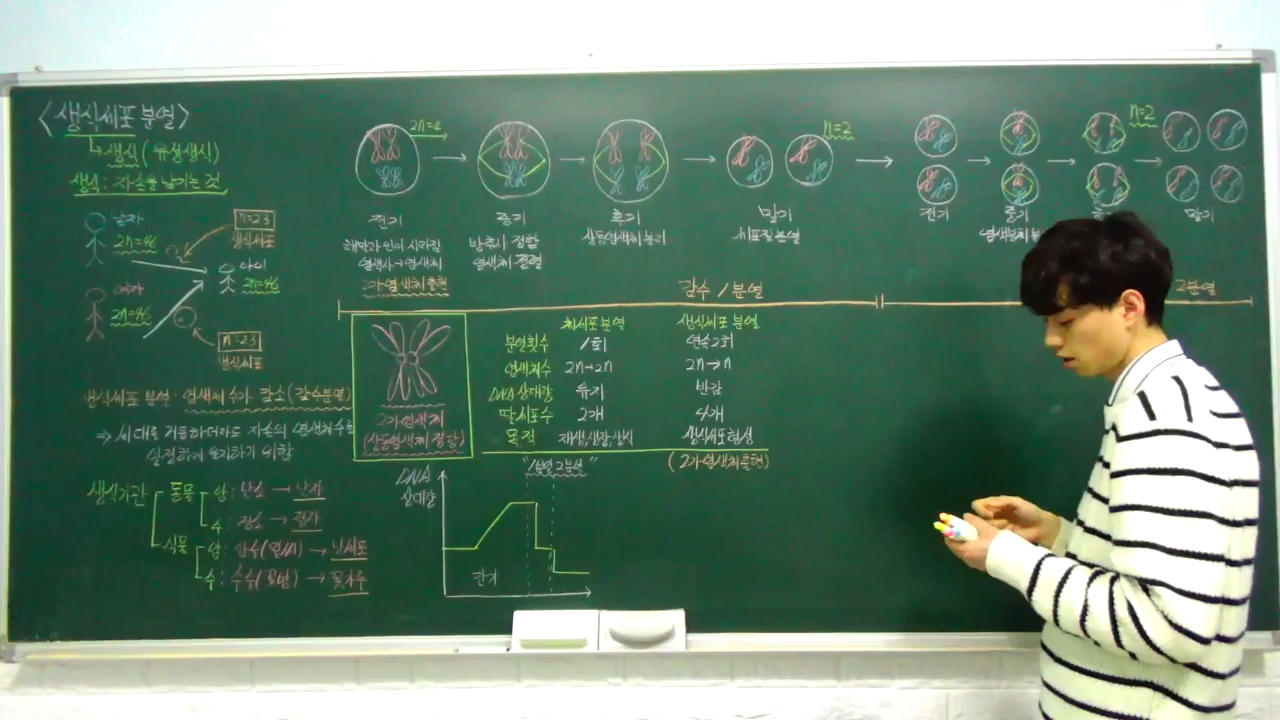 <생식세포 분열>
↳생식(유성생식)
생식: 자손을 남기는 것
남자
2n=46
n=23
생식세포
아이
2n=46
여자
2n=46
n=23
생식세포
생식세포 분열: 염색체 수가 감소(감수분열)
⇒ 세대를 거듭하더라도 자손의 염색체 수를
일정하게 유지하기 위함
생식기관
동물
암: 난소 → 난자
수: 정소 → 정자
식물
암: 암술(밑씨) → 난세포
수: 수술(꽃밥) → 꽃가루
2n=4
n=2
n=2
전기
핵막과 인이 사라짐
염색사→염색체
2가염색체 출현
중기
방추사 정렬
염색체 정렬
후기
상동염색체 분리
말기
세포질 분열
전기
중기
염색분체
말기
감수 1분열
2분열
2가염색체
(상동염색체 접합)
체세포 분열 생식세포 분열
분열횟수 1회 연속 2회
염색체수 2n→2n 2n→n
DNA 상대량 유지 반감
딸세포수 2개 4개
목적 재생, 생장, 생식 생식세포 형성
(2가염색체 출현)
DNA
상대량
"1분열 2분열"
간기